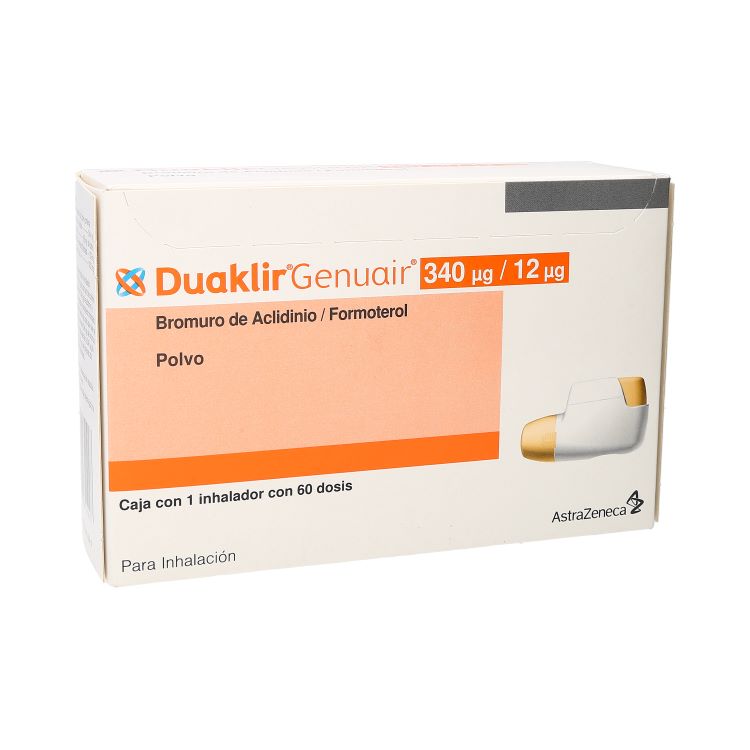 Polvo
Duaklir® Genuair® 340 µg / 12 µg
Bromuro de Aclidinio / Formoterol
Polvo
Caja con 1 inhalador con 60 dosis
AstraZeneca
Para Inhalación